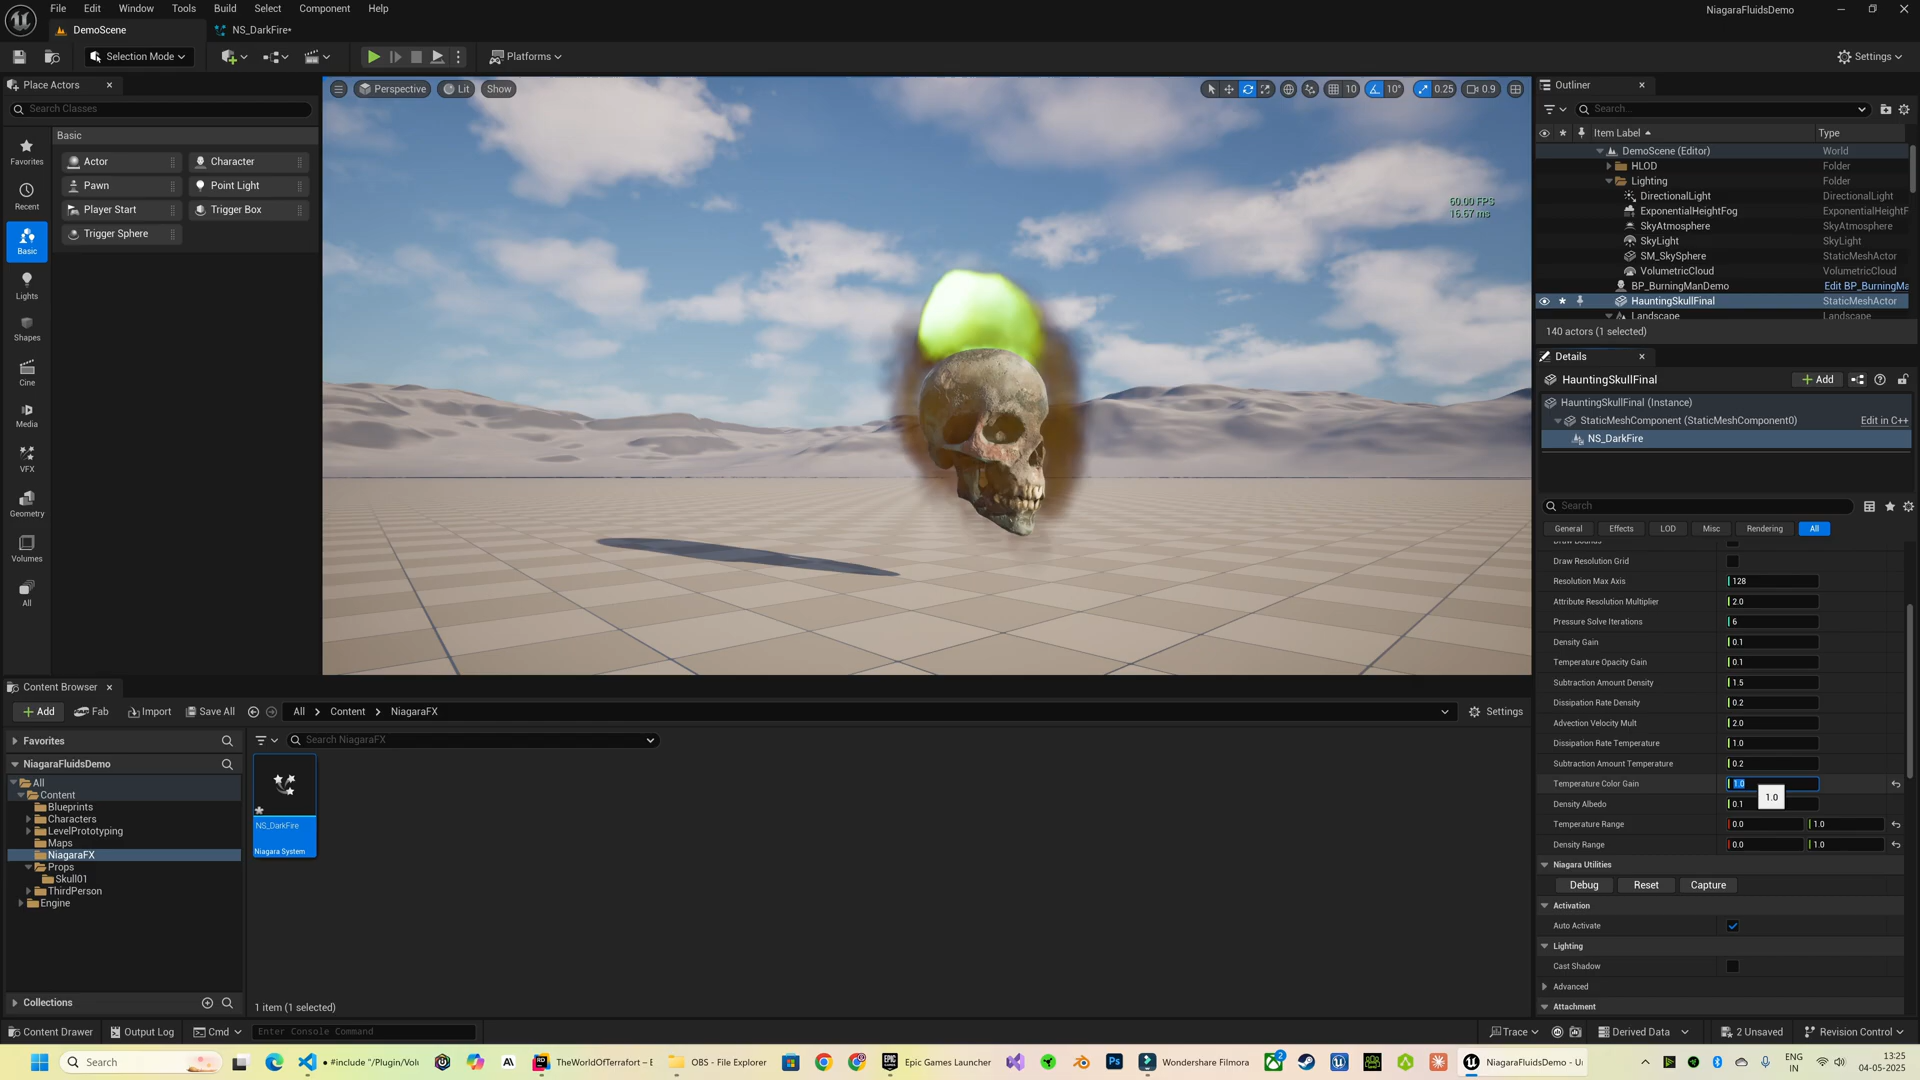 File Edit Window Tools Build Select Component Help
NiagaraFluidsDemo
DemoScene
NS_DarkFire*
Selection Mode
Platforms
Settings
Place Actors
Search Classes
Basic
Favorites
Recent
Basic
Lights
Shapes
Cine
Media
VFX
Geometry
Volumes
All
Actor
Character
Pawn
Point Light
Player Start
Trigger Box
Trigger Sphere
Perspective
Lit
Show
10
10°
0.25
0.9
60.00 FPS
16.67 ms
Outliner
Search...
Item Label
Type
DemoScene (Editor) World
HLOD Folder
Lighting Folder
DirectionalLight DirectionalLight
ExponentialHeightFog ExponentialHeightF
SkyAtmosphere SkyAtmosphere
SkyLight SkyLight
SM_SkySphere StaticMeshActor
VolumetricCloud VolumetricCloud
BP_BurningManDemo Edit BP_BurningMa
HauntingSkullFinal StaticMeshActor
Landscape Landscape
140 actors (1 selected)
Details
HauntingSkullFinal
Add
HauntingSkullFinal (Instance)
StaticMeshComponent (StaticMeshComponent0) Edit in C++
NS_DarkFire
Search
General Effects LOD Misc Rendering All
Draw Bounds
Draw Resolution Grid
Resolution Max Axis 128
Attribute Resolution Multiplier 2.0
Pressure Solve Iterations 6
Density Gain 0.1
Temperature Opacity Gain 0.1
Subtraction Amount Density 1.5
Dissipation Rate Density 0.2
Advection Velocity Mult 2.0
Dissipation Rate Temperature 1.0
Subtraction Amount Temperature 0.2
Temperature Color Gain 1.0
1.0
Density Albedo 0.1
Temperature Range 0.0 1.0
Density Range 0.0 1.0
Niagara Utilities
Debug Reset Capture
Activation
Auto Activate
Lighting
Cast Shadow
Advanced
Attachment
Content Browser
Add Fab Import Save All All Content NiagaraFX Settings
Favorites
NiagaraFluidsDemo
All
Content
Blueprints
Characters
LevelPrototyping
Maps
NiagaraFX
Props
Skull01
ThirdPerson
Engine
Collections
Search NiagaraFX
NS_DarkFire
Niagara System
1 item (1 selected)
Content Drawer Output Log Cmd Enter Console Command
Trace Derived Data 2 Unsaved Revision Control
Search
• #include "/Plugin/Volu
TheWorldOfTerrafort – E
OBS - File Explorer
Epic Games Launcher
Wondershare Filmora
2
NiagaraFluidsDemo - Un
ENG
IN
13:25
04-05-2025